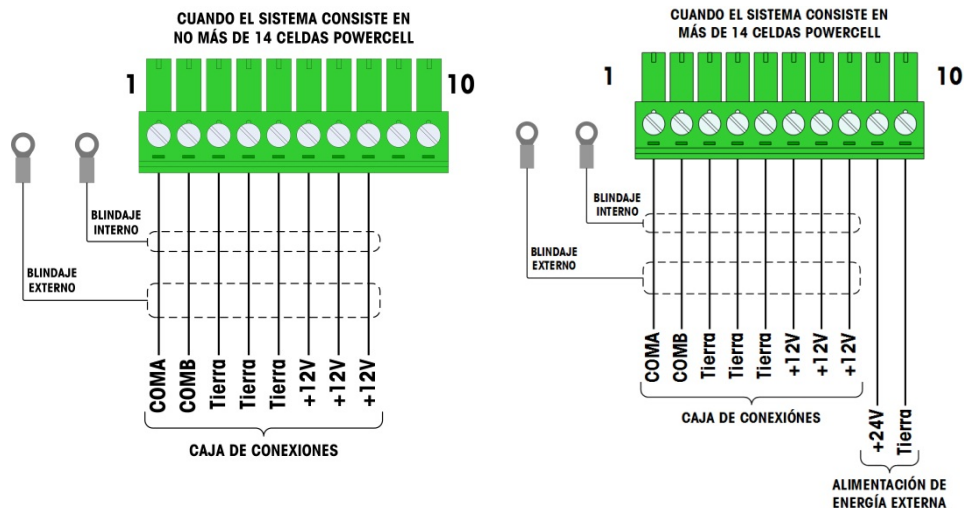 CUANDO EL SISTEMA CONSISTE EN
NO MÁS DE 14 CELDAS POWERCELL
1
10
BLINDAJE
INTERNO
BLINDAJE
EXTERNO
COMA
COMB
Tierra
Tierra
Tierra
+12V
+12V
+12V
CAJA DE CONEXIONES
CUANDO EL SISTEMA CONSISTE EN
MÁS DE 14 CELDAS POWERCELL
1
10
BLINDAJE
INTERNO
BLINDAJE
EXTERNO
COMA
COMB
Tierra
Tierra
Tierra
+12V
+12V
+12V
CAJA DE CONEXIÓNES
+24V
Tierra
ALIMENTACIÓN DE
ENERGÍA EXTERNA